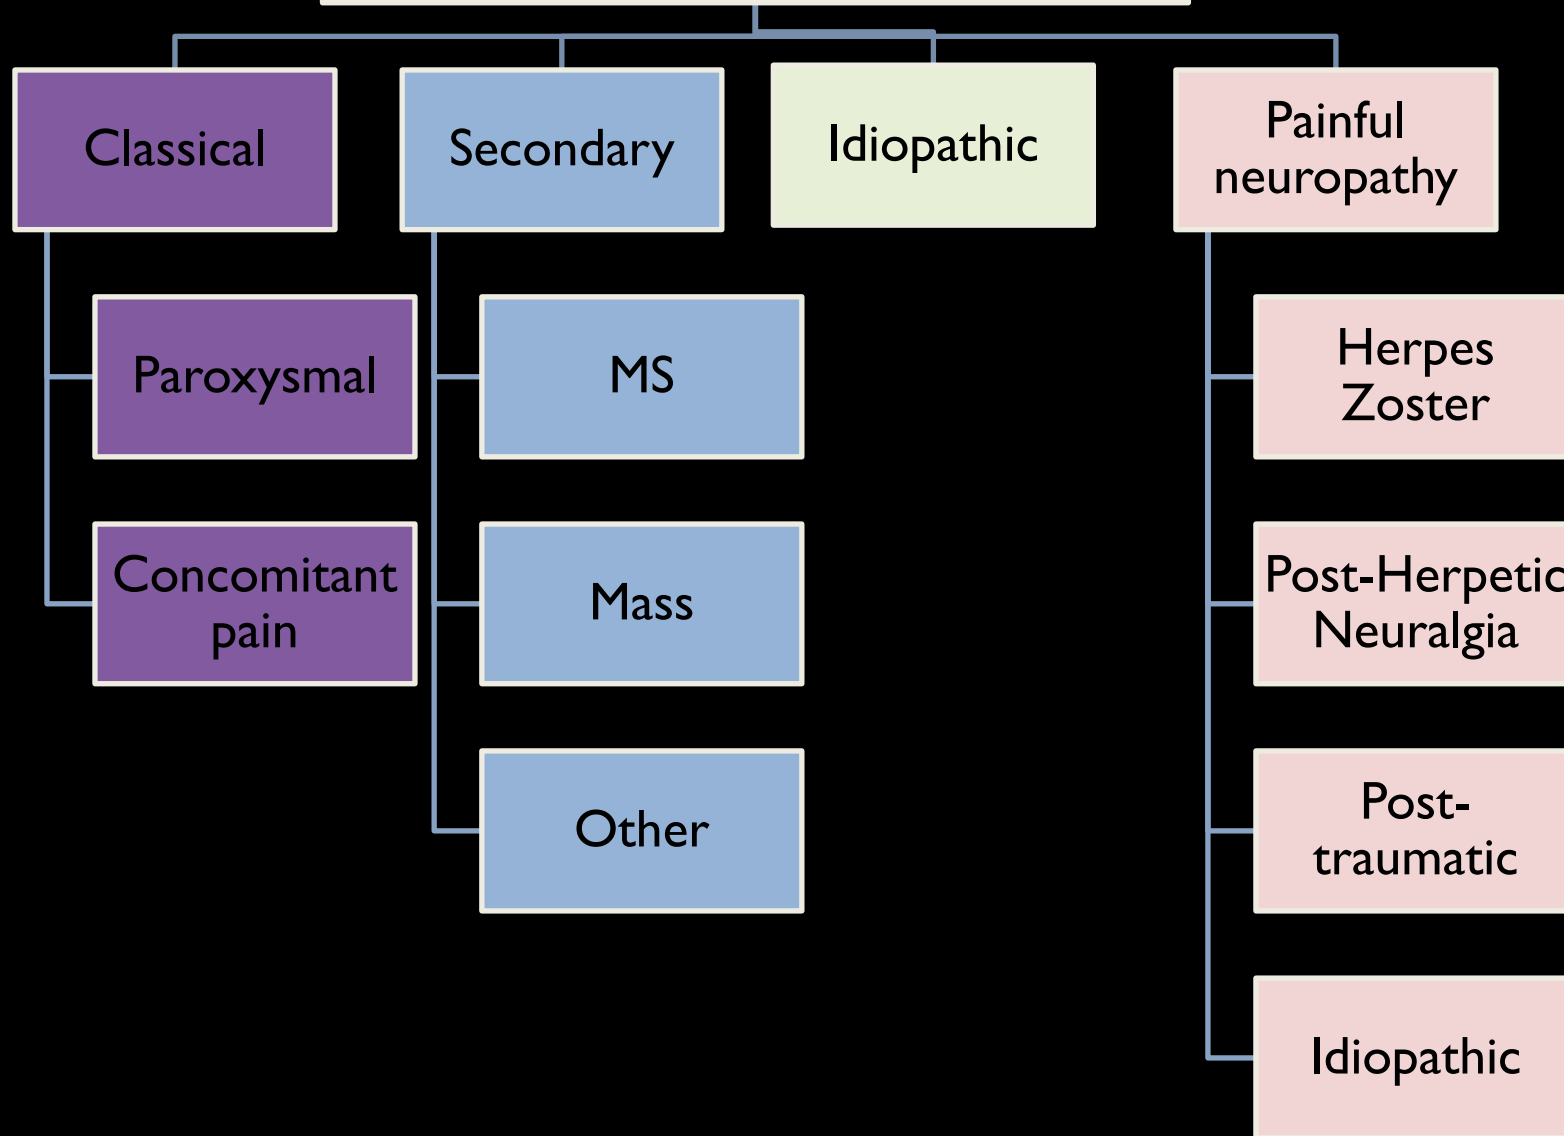 Classical
Secondary
Idiopathic
Painful
neuropathy
Paroxysmal
MS
Herpes
Zoster
Concomitant
pain
Mass
Post-Herpetic
Neuralgia
Other
Post-
traumatic
Idiopathic